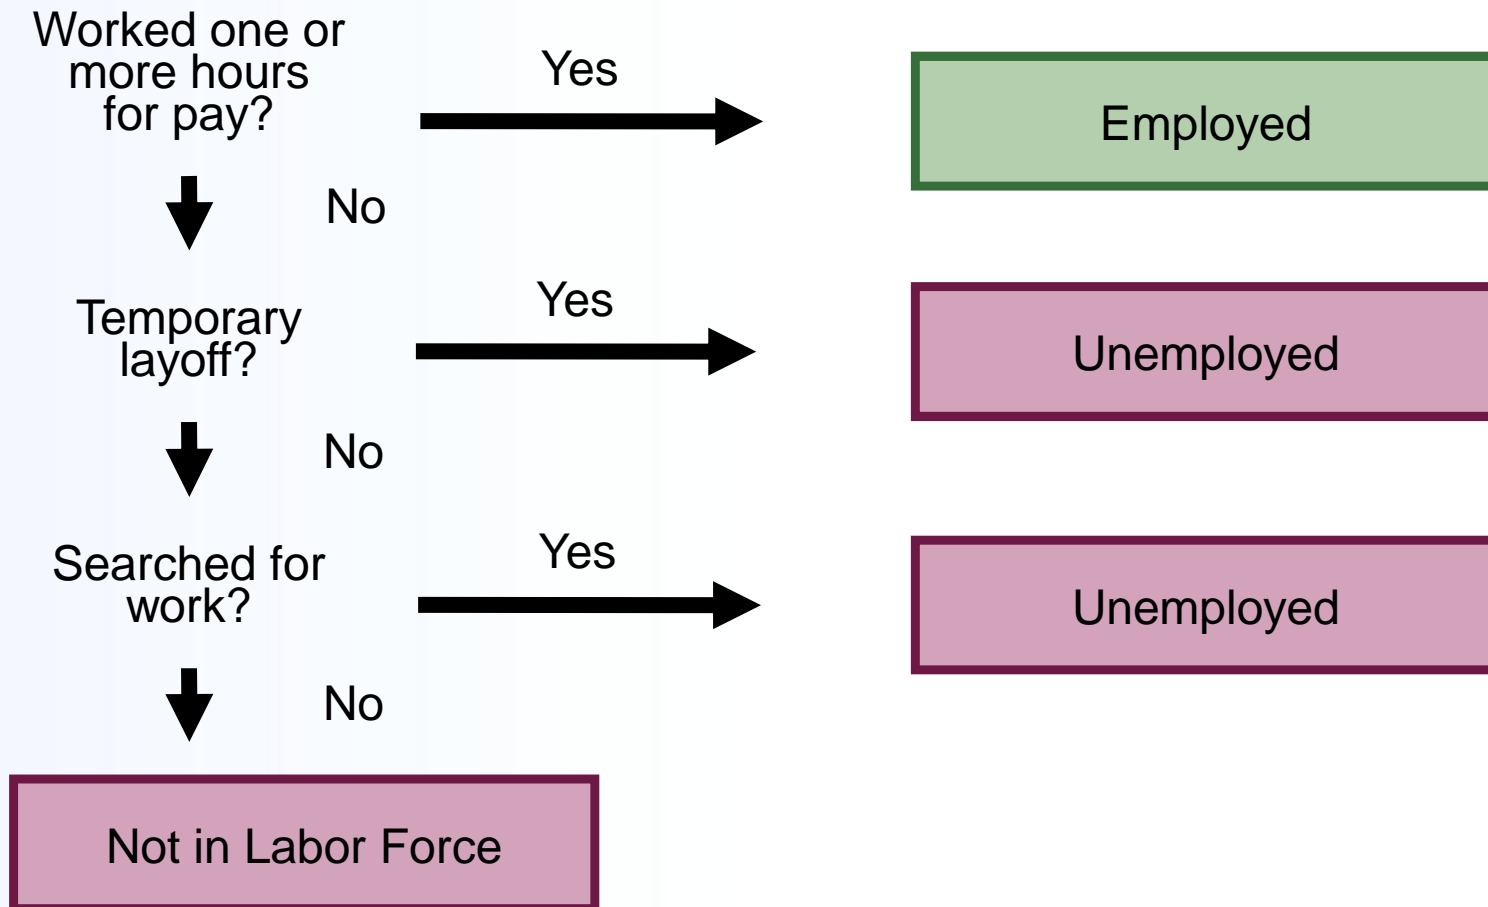 Worked one or
more hours
for pay?
Yes
Employed
No
Temporary
layoff?
Yes
Unemployed
No
Searched for
work?
Yes
Unemployed
No
Not in Labor Force